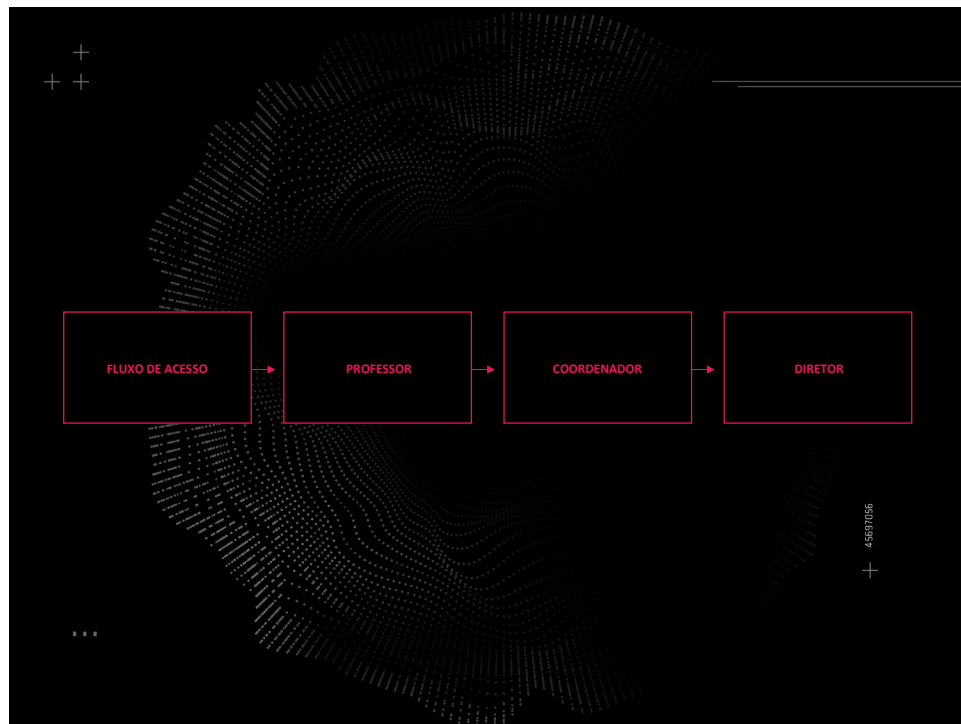 FLUXO DE ACESSO
PROFESSOR
COORDENADOR
DIRETOR
45697056